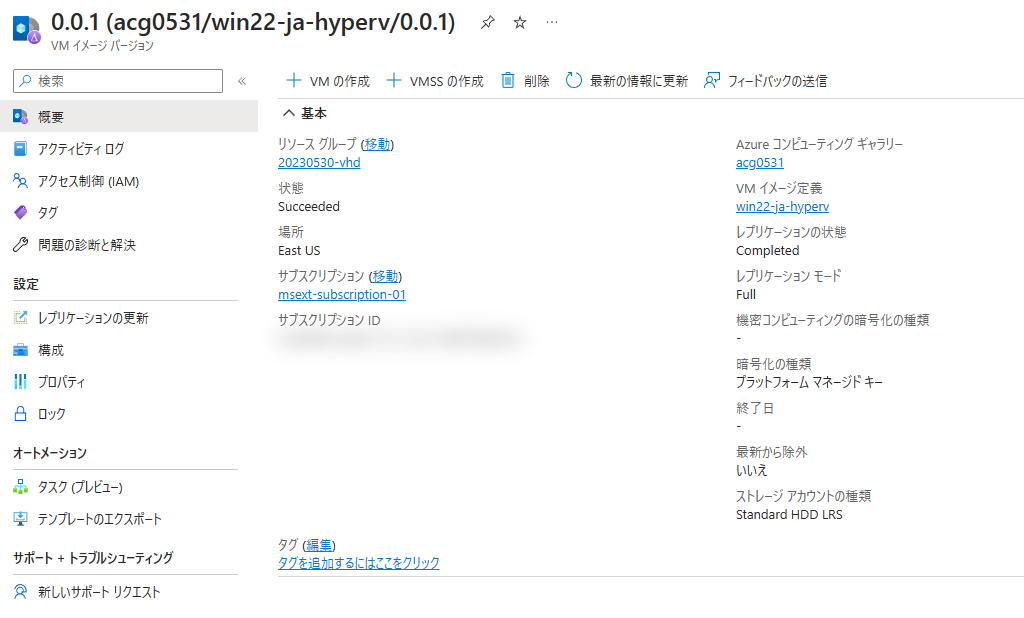 0.0.1 (acg0531/win22-ja-hyperv/0.0.1)
VM イメージ バージョン
検索
概要
アクティビティ ログ
アクセス制御 (IAM)
タグ
問題の診断と解決
設定
レプリケーションの更新
構成
プロパティ
ロック
オートメーション
タスク (プレビュー)
テンプレートのエクスポート
サポート + トラブルシューティング
新しいサポート リクエスト
VM の作成 VMSS の作成 削除 最新の情報に更新 フィードバックの送信
基本
リソース グループ (移動)
20230530-vhd
状態
Succeeded
場所
East US
サブスクリプション (移動)
msext-subscription-01
サブスクリプション ID
Azure コンピューティング ギャラリー
acg0531
VM イメージ定義
win22-ja-hyperv
レプリケーションの状態
Completed
レプリケーション モード
Full
機密コンピューティングの暗号化の種類
-
暗号化の種類
プラットフォーム マネージド キー
終了日
-
最新から除外
いいえ
ストレージ アカウントの種類
Standard HDD LRS
タグ (編集)
タグを追加するにはここをクリック